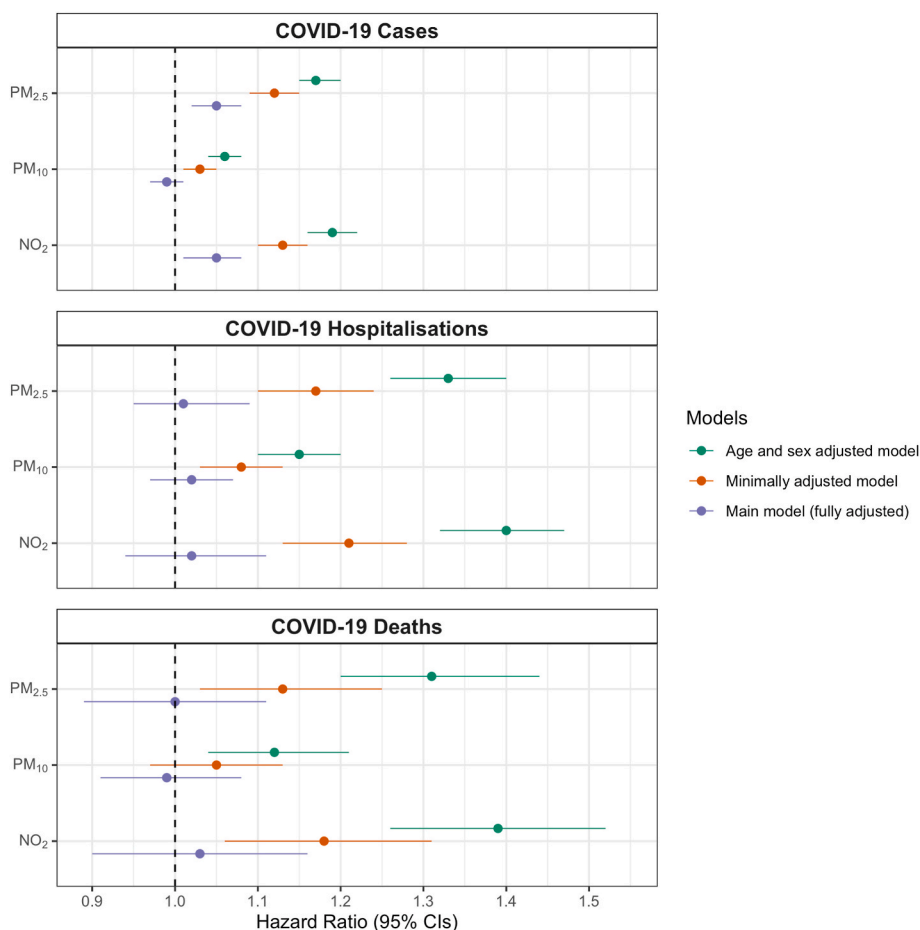 COVID-19 Cases
PM₂.₅
PM₁₀
NO₂
COVID-19 Hospitalisations
PM₂.₅
PM₁₀
NO₂
Models
Age and sex adjusted model
Minimally adjusted model
Main model (fully adjusted)
COVID-19 Deaths
PM₂.₅
PM₁₀
NO₂
0.9 1.0 1.1 1.2 1.3 1.4 1.5
Hazard Ratio (95% CIs)